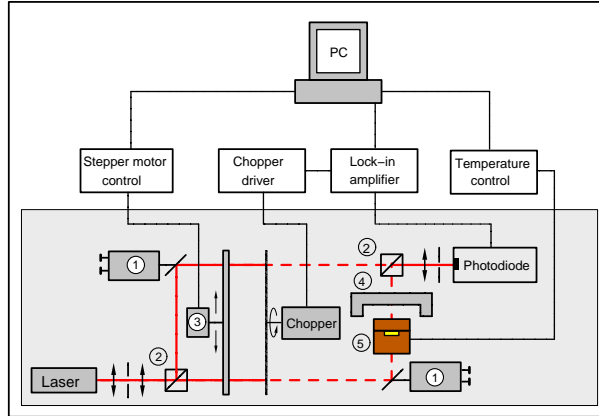 PC
Stepper motor
control
Chopper
driver
Lock-in
amplifier
Temperature
control
1
2
Photodiode
4
3
Chopper
5
2
Laser
1